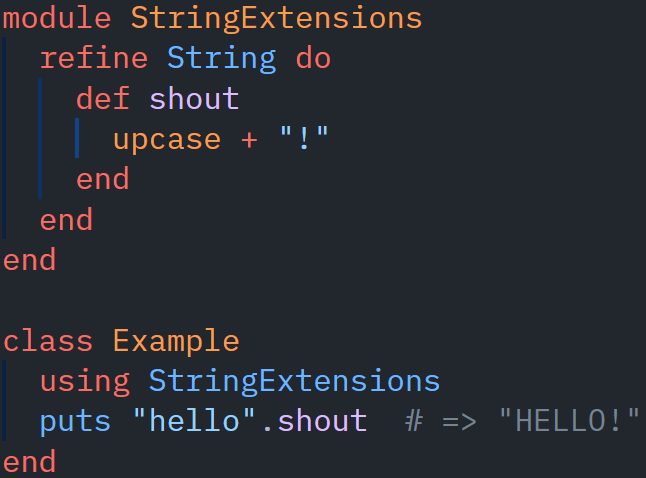 module StringExtensions
  refine String do
    def shout
      upcase + "!"
    end
  end
end

class Example
  using StringExtensions
  puts "hello".shout  # => "HELLO!"
end